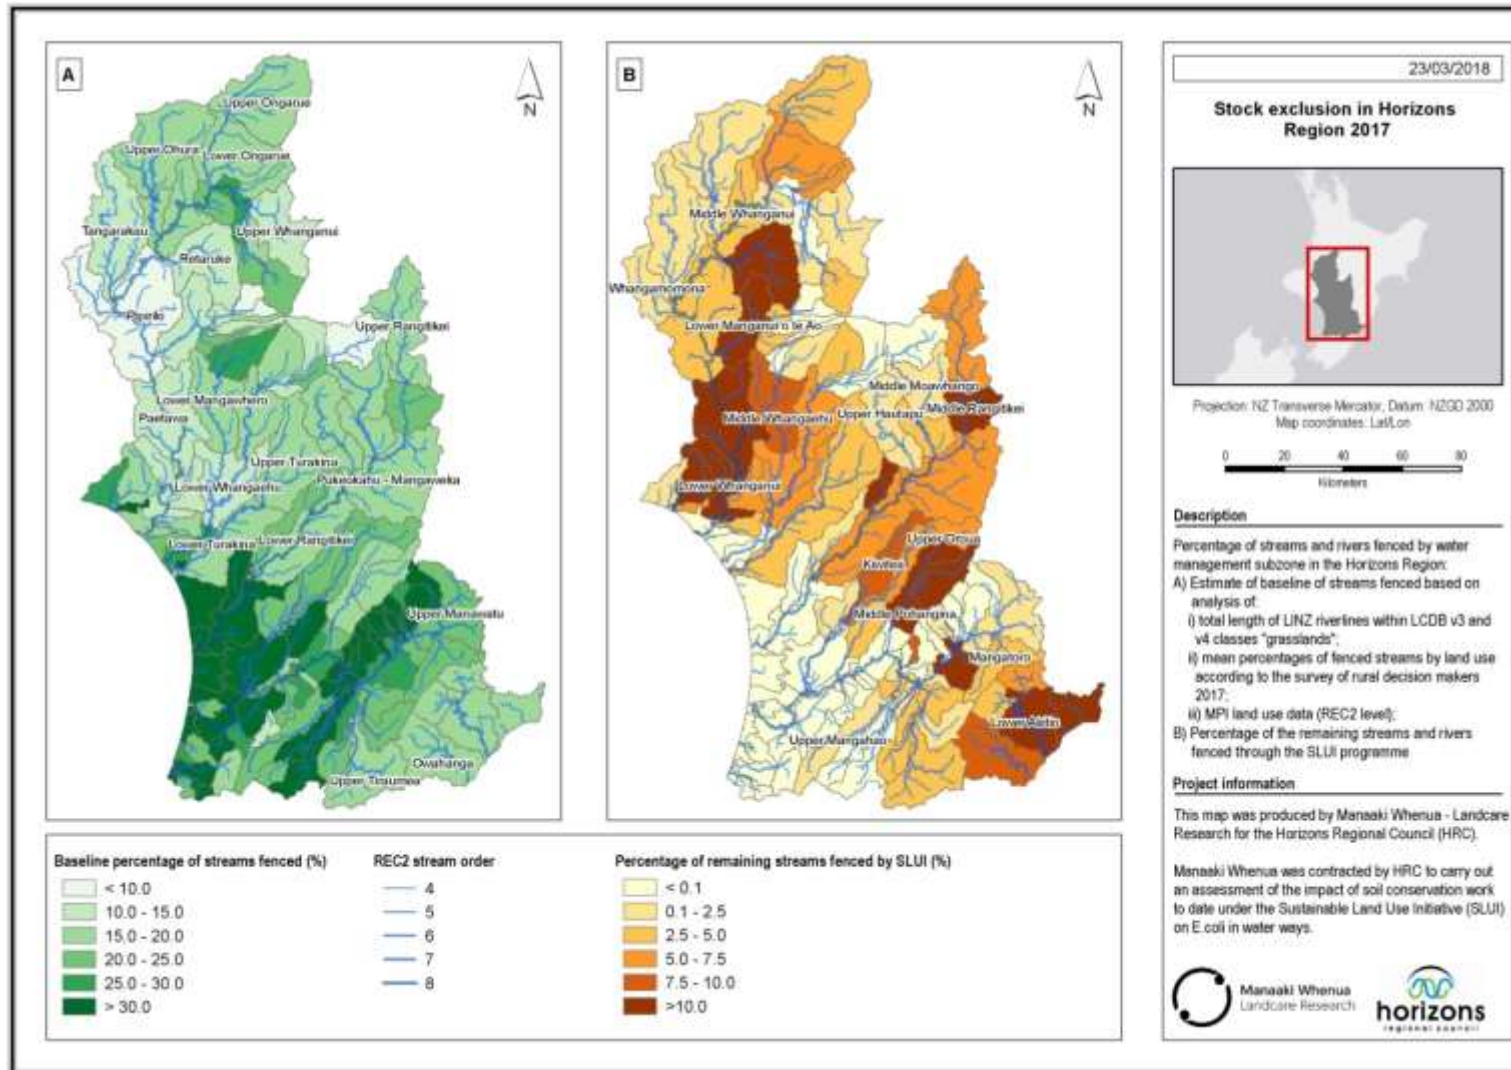 A
N
Upper Ongarue
Upper Ohura
Lower Ongarue
Tangarakau
Upper Whanganui
Retaruke
Pipiriki
Upper Rangitikei
Lower Mangawhero
Paetawa
Upper Turakina
Lower Whangaehu
Pukeokahu - Mangaweka
Lower Turakina
Lower Rangitikei
Upper Manawatu
Owahanga
Upper Tiraumea
B
N
Middle Whanganui
Whangamomona
Lower Manganui o te Ao
Middle Moawhango
Middle Whangaehu
Upper Hautapu
Middle Rangitikei
Lower Whanganui
Upper Oroua
Kiwitea
Middle Pohangina
Mangatoro
Lower Akitio
Upper Mangahao
Baseline percentage of streams fenced (%)
< 10.0
10.0 - 15.0
15.0 - 20.0
20.0 - 25.0
25.0 - 30.0
> 30.0
REC2 stream order
4
5
6
7
8
Percentage of remaining streams fenced by SLUI (%)
< 0.1
0.1 - 2.5
2.5 - 5.0
5.0 - 7.5
7.5 - 10.0
>10.0
23/03/2018
Stock exclusion in Horizons
Region 2017
Projection: NZ Transverse Mercator, Datum: NZGD 2000
Map coordinates: Lat/Lon
0 20 40 60 80
Kilometers
Description
Percentage of streams and rivers fenced by water
management subzone in the Horizons Region:
A) Estimate of baseline of streams fenced based on
analysis of:
i) total length of LINZ riverlines within LCDB v3 and
v4 classes "grasslands";
ii) mean percentages of fenced streams by land use
according to the survey of rural decision makers
2017;
iii) MPI land use data (REC2 level);
B) Percentage of the remaining streams and rivers
fenced through the SLUI programme
Project information
This map was produced by Manaaki Whenua - Landcare
Research for the Horizons Regional Council (HRC).
Manaaki Whenua was contracted by HRC to carry out
an assessment of the impact of soil conservation work
to date under the Sustainable Land Use Initiative (SLUI)
on E.coli in water ways.
Manaaki Whenua
Landcare Research
horizons
regional council